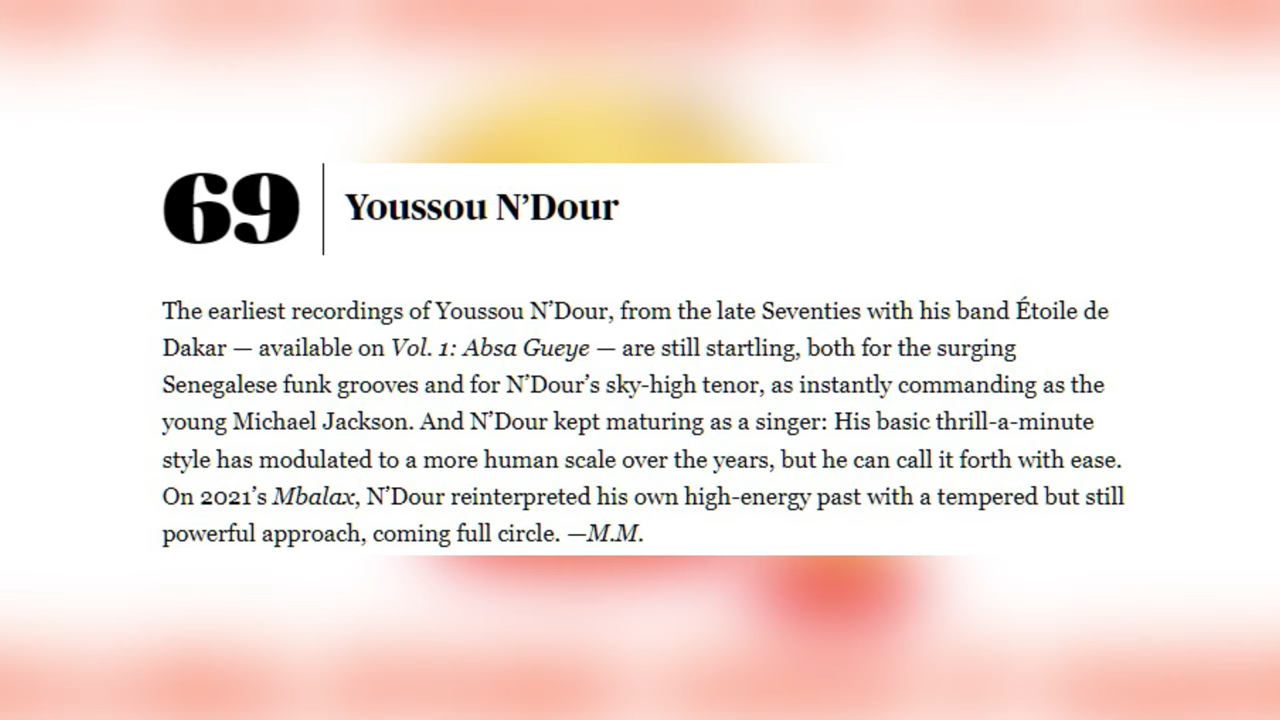 69
Youssou N’Dour
The earliest recordings of Youssou N’Dour, from the late Seventies with his band Étoile de
Dakar — available on Vol. 1: Absa Gueye — are still startling, both for the surging
Senegalese funk grooves and for N’Dour’s sky-high tenor, as instantly commanding as the
young Michael Jackson. And N’Dour kept maturing as a singer: His basic thrill-a-minute
style has modulated to a more human scale over the years, but he can call it forth with ease.
On 2021’s Mbalax, N’Dour reinterpreted his own high-energy past with a tempered but still
powerful approach, coming full circle. —M.M.